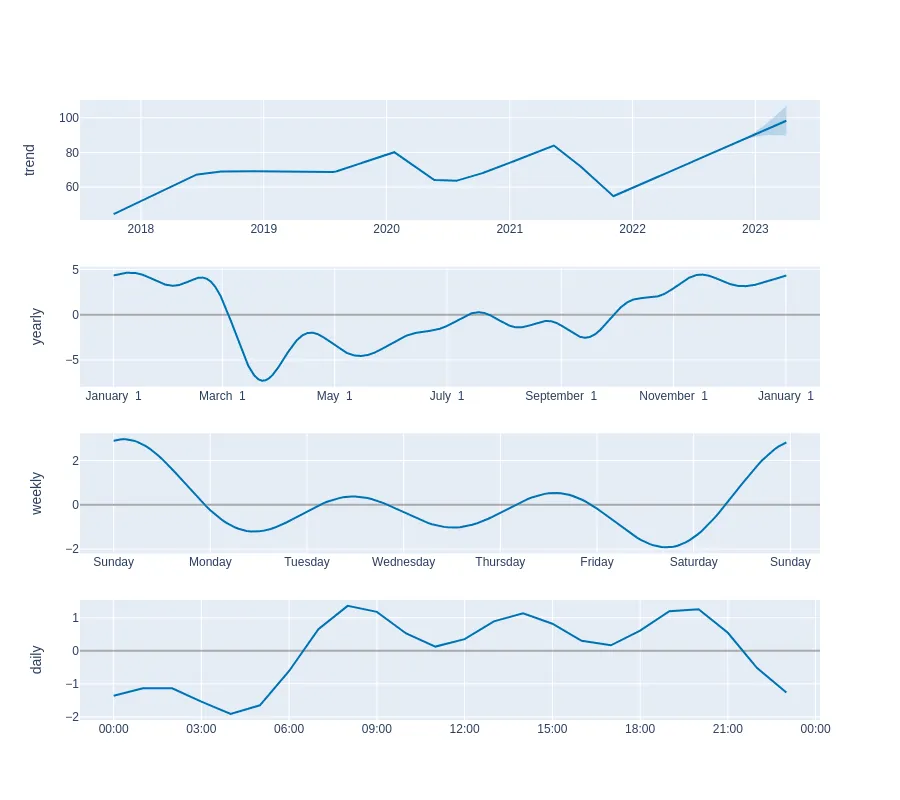 trend
100
80
60
2018 2019 2020 2021 2022 2023
yearly
5
0
−5
January 1 March 1 May 1 July 1 September 1 November 1 January 1
weekly
2
0
−2
Sunday Monday Tuesday Wednesday Thursday Friday Saturday Sunday
daily
1
0
−1
−2
00:00 03:00 06:00 09:00 12:00 15:00 18:00 21:00 00:00